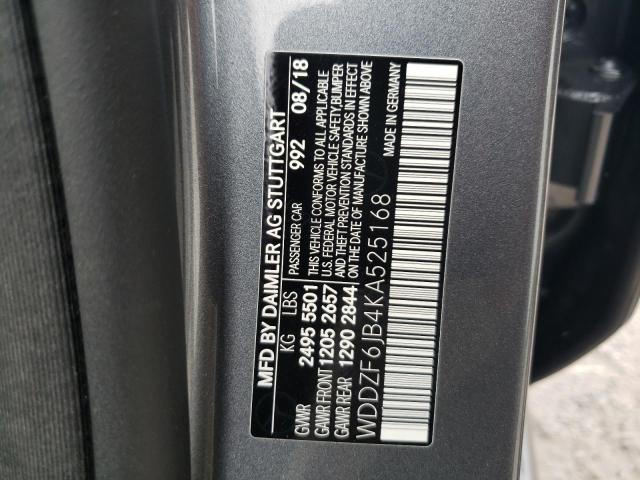 MFD BY DAIMLER AG STUTTGART
KG LBS PASSENGER CAR 992 08/18
GVWR 2495 5501 THIS VEHICLE CONFORMS TO ALL APPLICABLE
GAWR FRONT 1205 2657 U.S. FEDERAL MOTOR VEHICLE SAFETY,BUMPER
GAWR REAR 1290 2844 AND THEFT PREVENTION STANDARDS IN EFFECT
ON THE DATE OF MANUFACTURE SHOWN ABOVE
WDDZF6JB4KA525168 MADE IN GERMANY